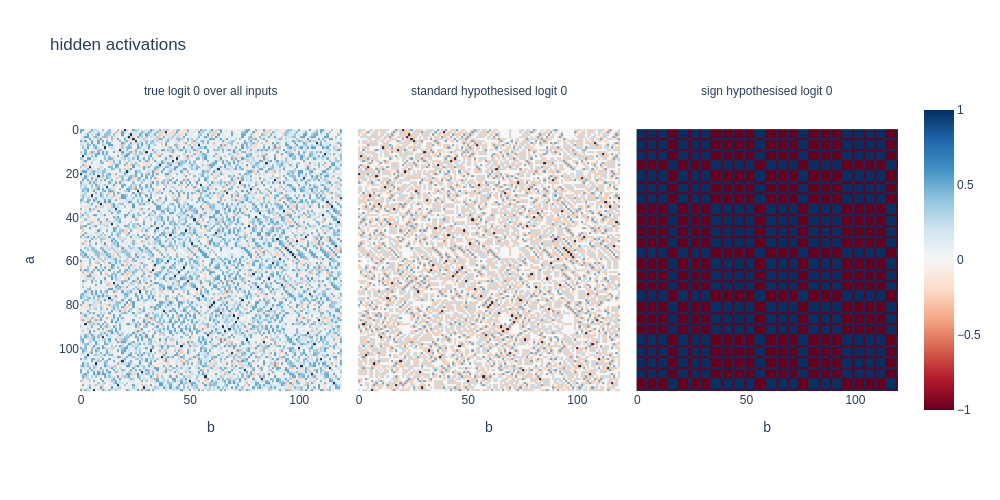 hidden activations
true logit 0 over all inputs
standard hypothesised logit 0
sign hypothesised logit 0
a
0
20
40
60
80
100
0
50
100
b
0
50
100
b
0
50
100
b
1
0.5
0
−0.5
−1